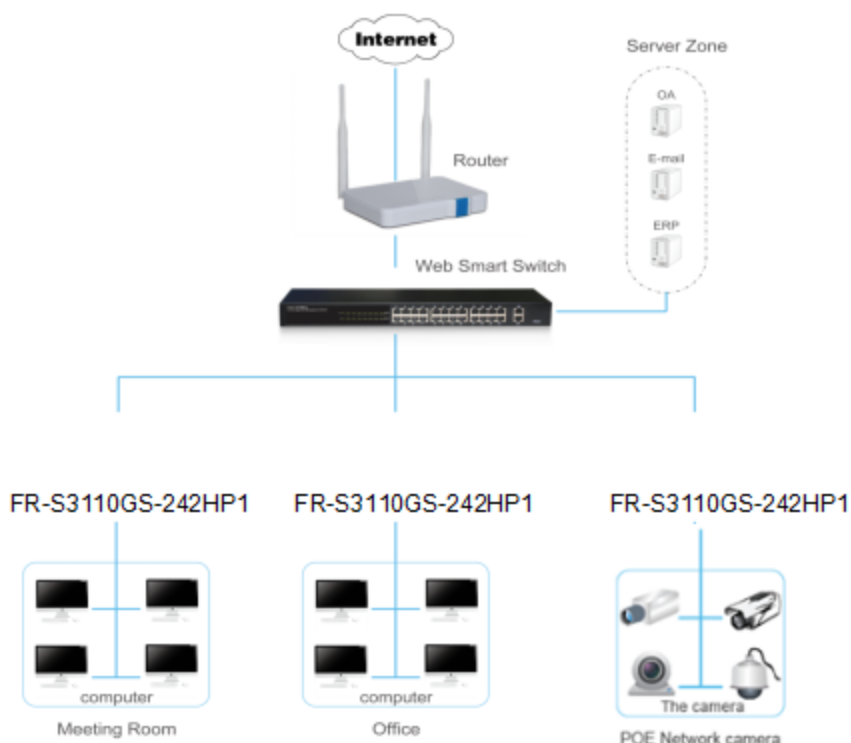 Internet
Server Zone
OA
E-mail
ERP
Router
Web Smart Switch
FR-S3110GS-242HP1
FR-S3110GS-242HP1
FR-S3110GS-242HP1
computer
computer
The camera
Meeting Room
Office
POE Network camera